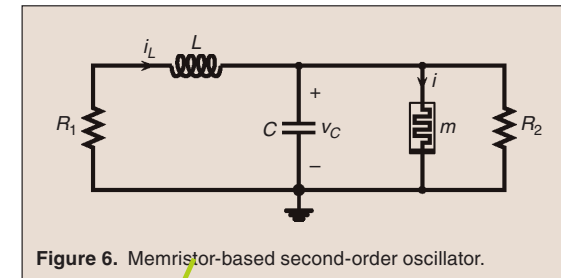 i_L L
+ i
R_1 C v_C m R_2
–
Figure 6. Memristor-based second-order oscillator.